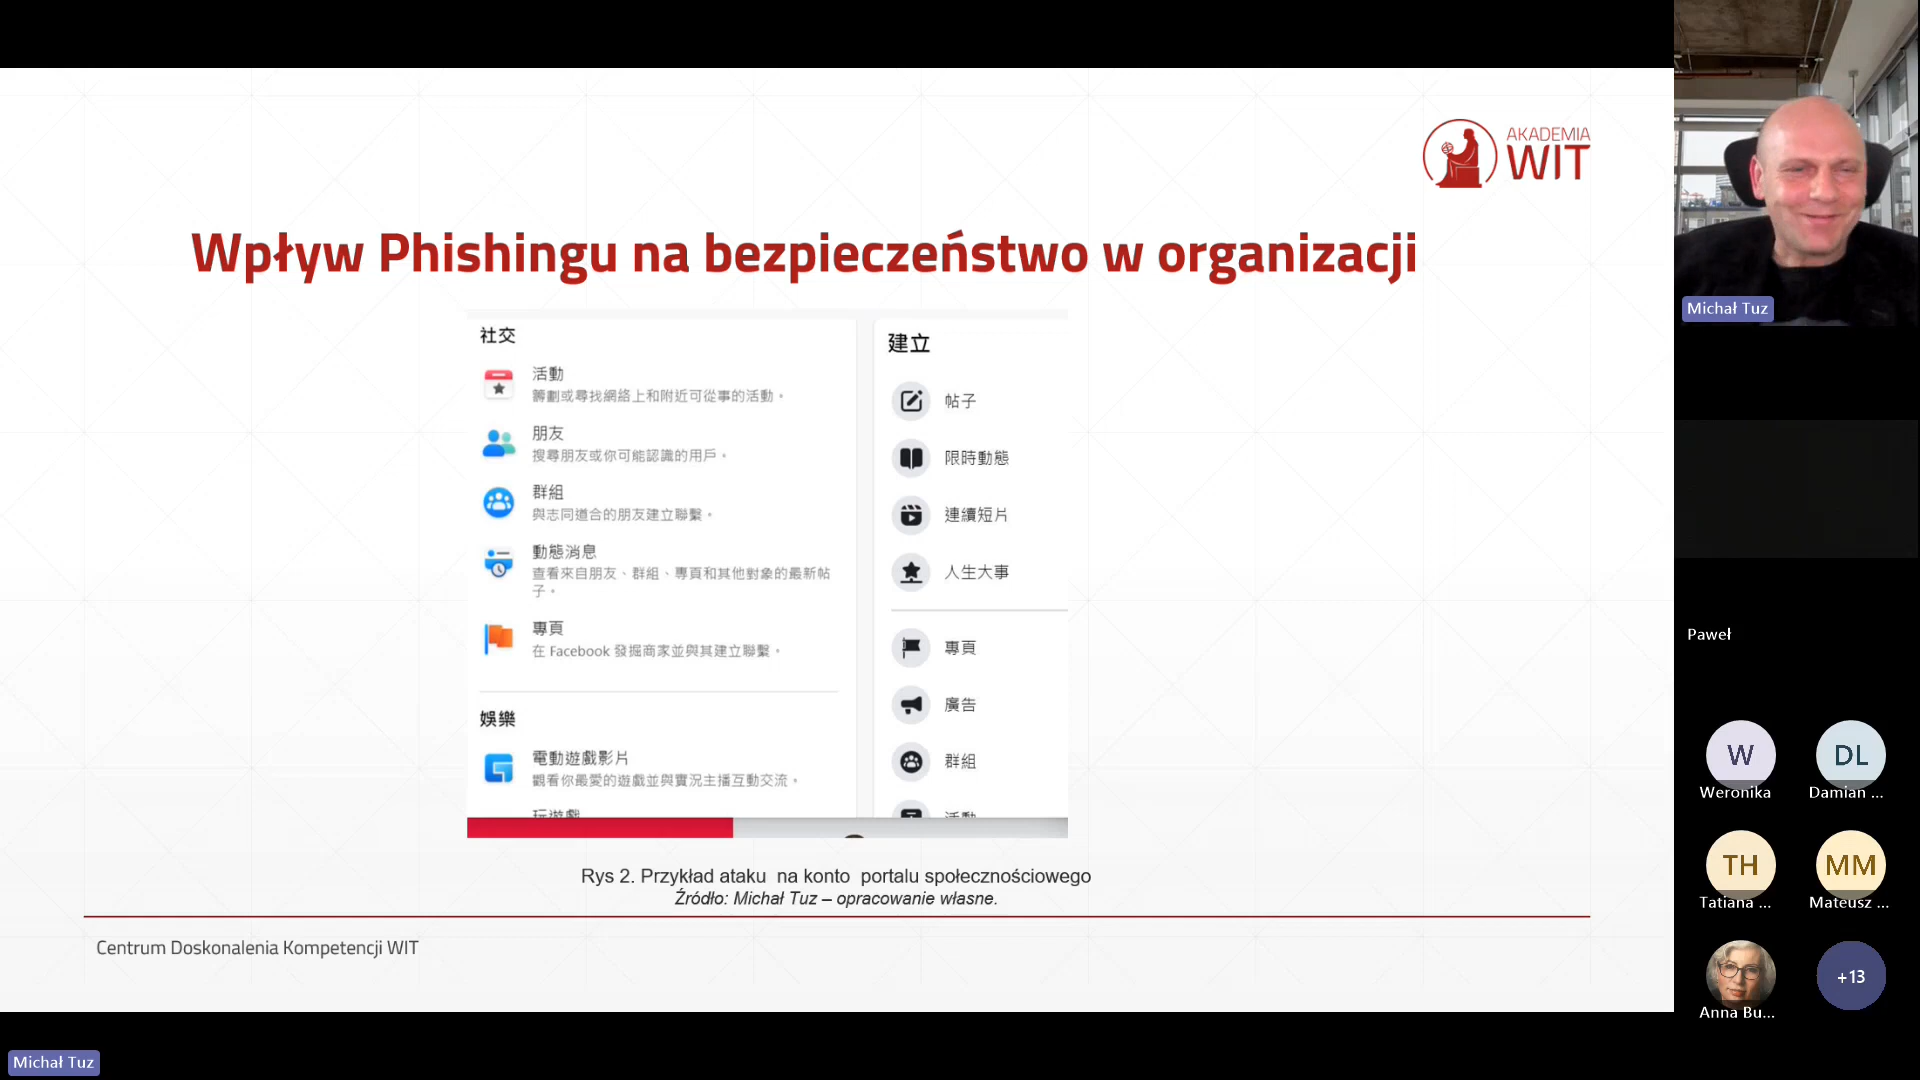 AKADEMIA
WIT
Wpływ Phishingu na bezpieczeństwo w organizacji
社交
活動
籌劃或尋找網絡上和附近可從事的活動。
朋友
搜尋朋友或你可能認識的用戶。
群組
與志同道合的朋友建立聯繫。
動態消息
查看來自朋友、群組、專頁和其他對象的最新帖
子。
專頁
在 Facebook 發掘商家並與其建立聯繫。
娛樂
電動遊戲影片
觀看你最愛的遊戲並與實況主播互動交流。
玩遊戲
建立
帖子
限時動態
連續短片
人生大事
專頁
廣告
群組
活動
Rys 2. Przykład ataku na konto portalu społecznościowego
Źródło: Michał Tuz – opracowanie własne.
Centrum Doskonalenia Kompetencji WIT
Michał Tuz
Michał Tuz
Paweł
W
Weronika
DL
Damian ...
TH
Tatiana ...
MM
Mateusz ...
Anna Bu...
+13